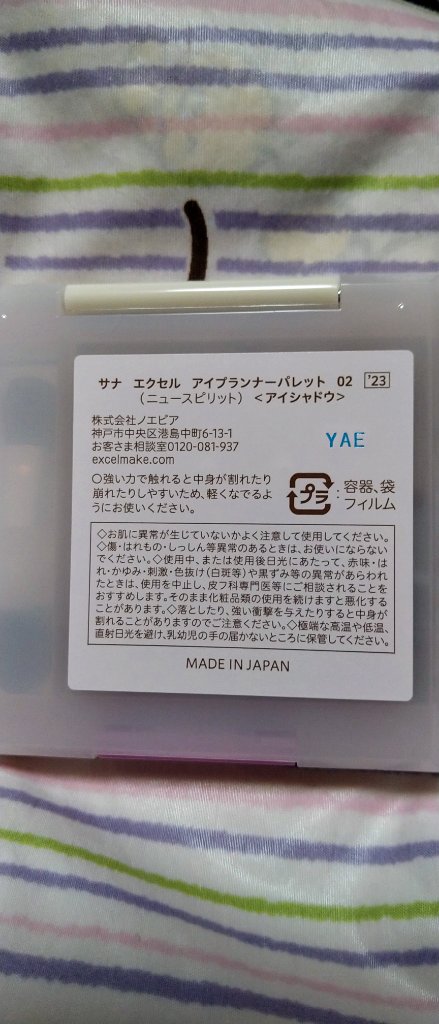 サナ エクセル アイプランナーパレット 02 '23
(ニュースピリット) <アイシャドウ>
株式会社ノエビア
神戸市中央区港島中町6-13-1
お客さま相談室0120-081-937
excelmake.com
YAE
○強い力で触れると中身が割れたり
崩れたりしやすいため、軽くなでるよ
うにお使いください。
プラ
:容器、袋
フィルム
◇お肌に異常が生じていないかよく注意して使用してください。
◇傷・はれもの・しっしん等異常のあるときは、お使いにならない
でください。◇使用中、または使用後日光にあたって、赤味・は
れ・かゆみ・刺激・色抜け(白斑等)や黒ずみ等の異常があらわれ
たときは、使用を中止し、皮フ科専門医等にご相談されることを
おすすめします。そのまま化粧品類の使用を続けますと悪化する
ことがあります。◇落としたり、強い衝撃を与えたりすると中身が
割れることがありますのでご注意ください。◇極端な高温や低温、
直射日光を避け、乳幼児の手の届かないところに保管してください。
MADE IN JAPAN